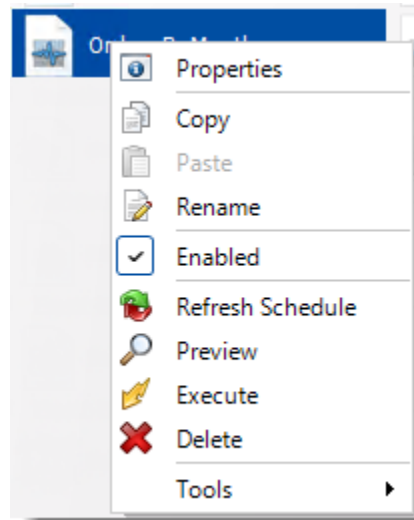 Properties
Copy
Paste
Rename
Enabled
Refresh Schedule
Preview
Execute
Delete
Tools